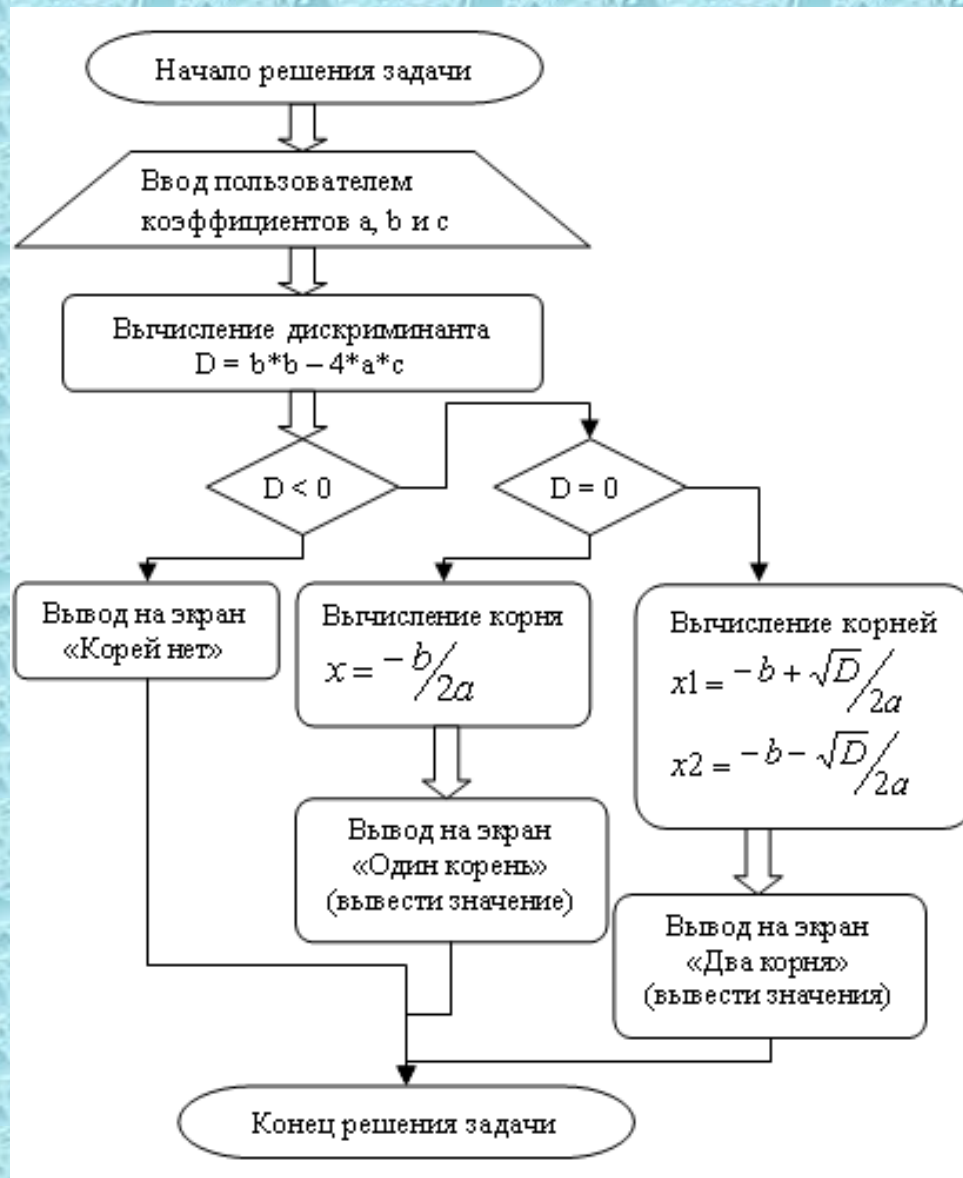 Начало решения задачи
Ввод пользователем
коэффициентов a, b и c
Вычисление дискриминанта
D = b*b – 4*a*c
D < 0
D = 0
Вывод на экран
«Корей нет»
Вычисление корня
x = -b/2a
Вывод на экран
«Один корень»
(вывести значение)
Вычисление корней
x1 = -b + √D/2a
x2 = -b - √D/2a
Вывод на экран
«Два корня»
(вывести значения)
Конец решения задачи